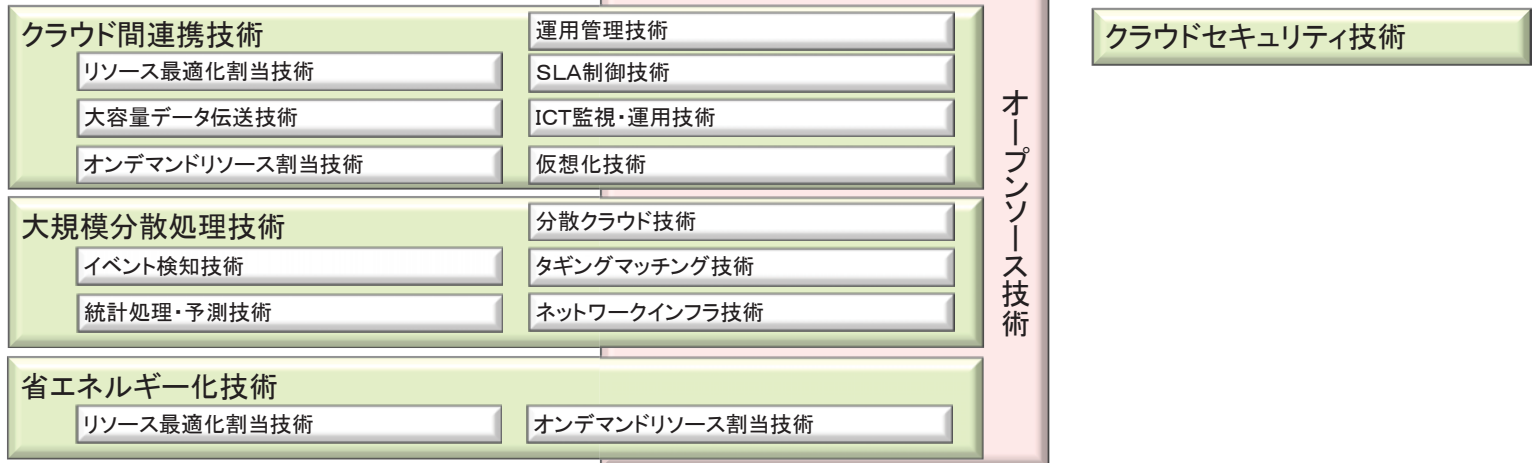 クラウド間連携技術
運用管理技術
リソース最適化割当技術
SLA制御技術
大容量データ伝送技術
ICT監視・運用技術
オンデマンドリソース割当技術
仮想化技術
大規模分散処理技術
分散クラウド技術
イベント検知技術
タギングマッチング技術
統計処理・予測技術
ネットワークインフラ技術
省エネルギー化技術
リソース最適化割当技術
オンデマンドリソース割当技術
オープンソース技術
クラウドセキュリティ技術